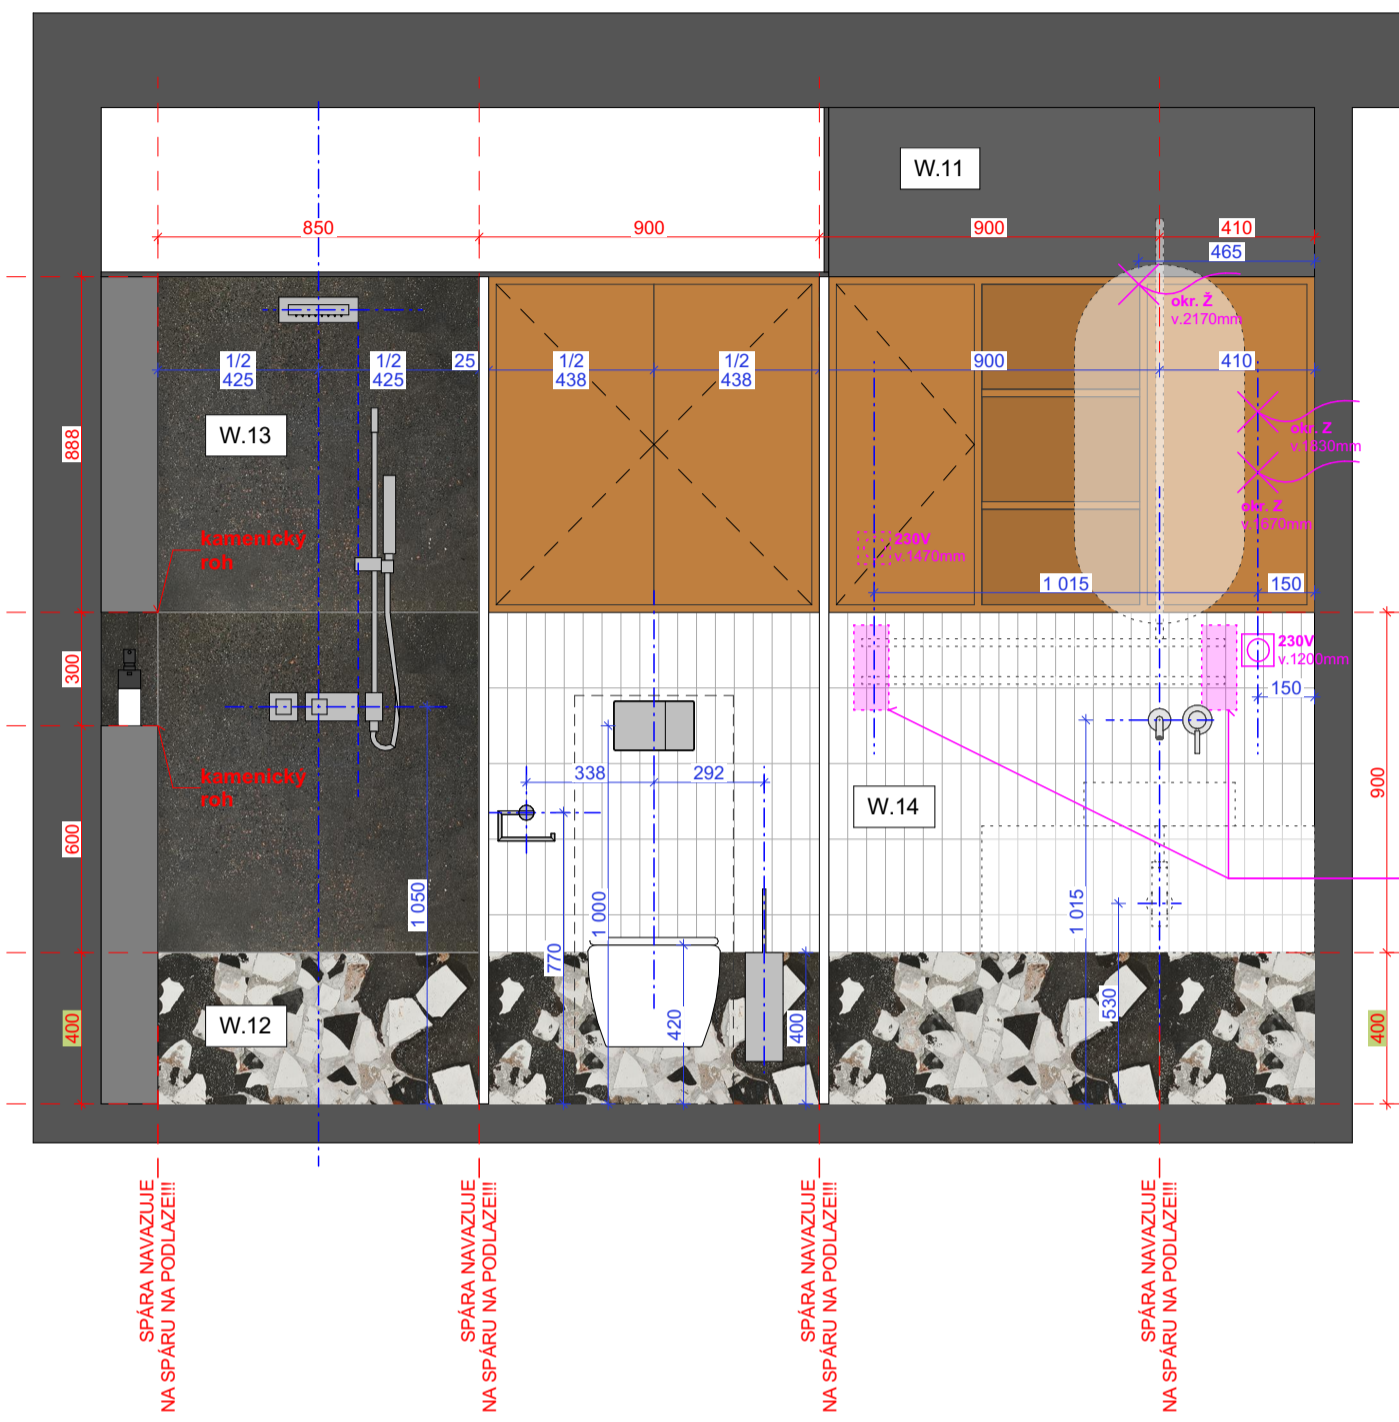 W.11
850
900
900
410
465
okr. Ž
v.2170mm
1/2
425
1/2
425
25
1/2
438
1/2
438
900
410
W.13
888
okr. Z
v.1830mm
okr. Z
v.1670mm
kamenický
roh
230V
v.1470mm
1 015
150
300
230V
v.1200mm
150
338
292
kamenický
roh
W.14
900
600
1 050
1 000
770
1 015
530
W.12
400
420
400
400
SPÁRA NAVAZUJE
NA SPÁRU NA PODLAZE!!!
SPÁRA NAVAZUJE
NA SPÁRU NA PODLAZE!!!
SPÁRA NAVAZUJE
NA SPÁRU NA PODLAZE!!!
SPÁRA NAVAZUJE
NA SPÁRU NA PODLAZE!!!